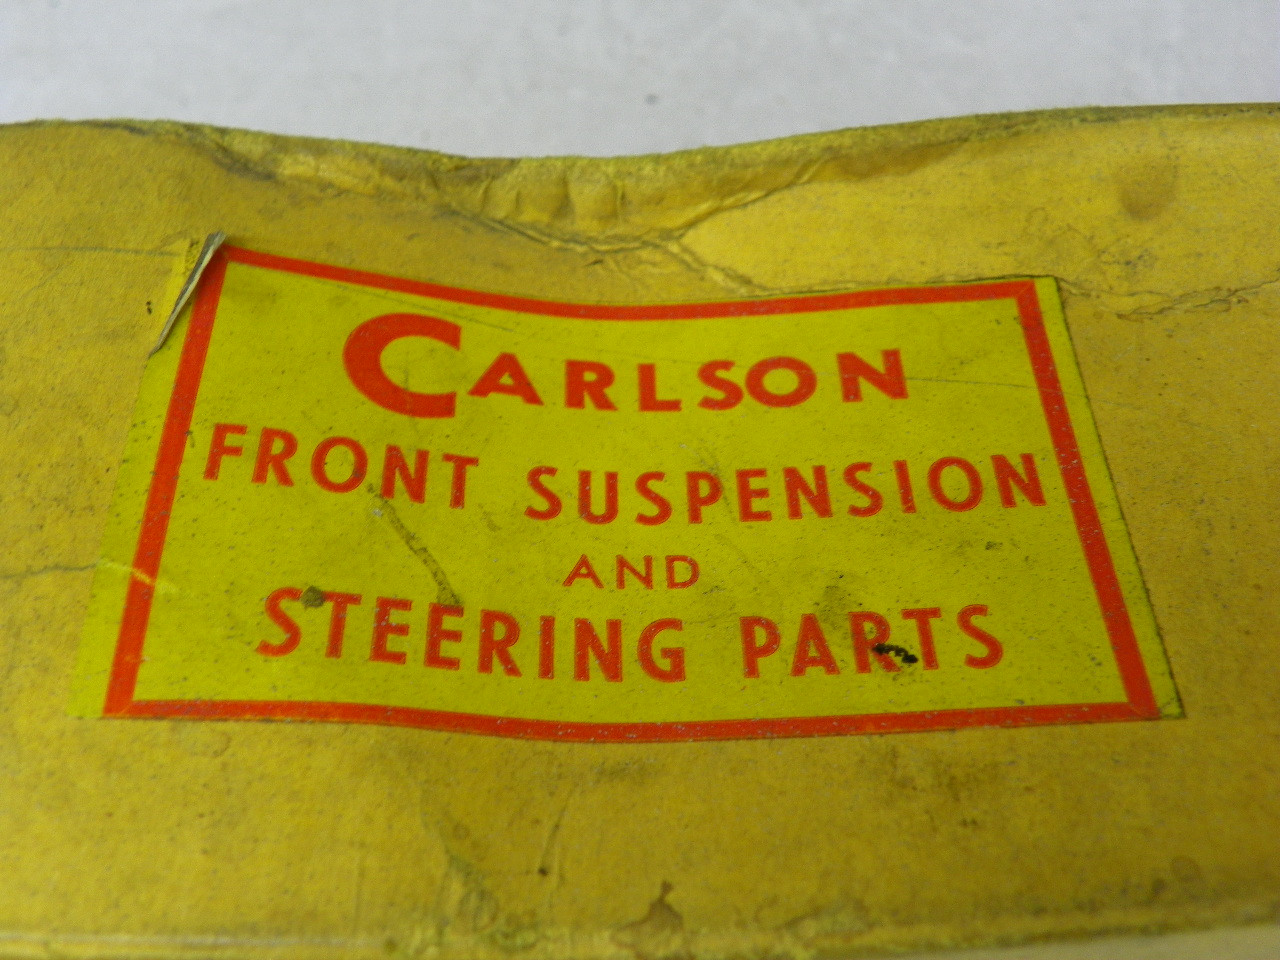 CARLSON
FRONT SUSPENSION
AND
STEERING PARTS